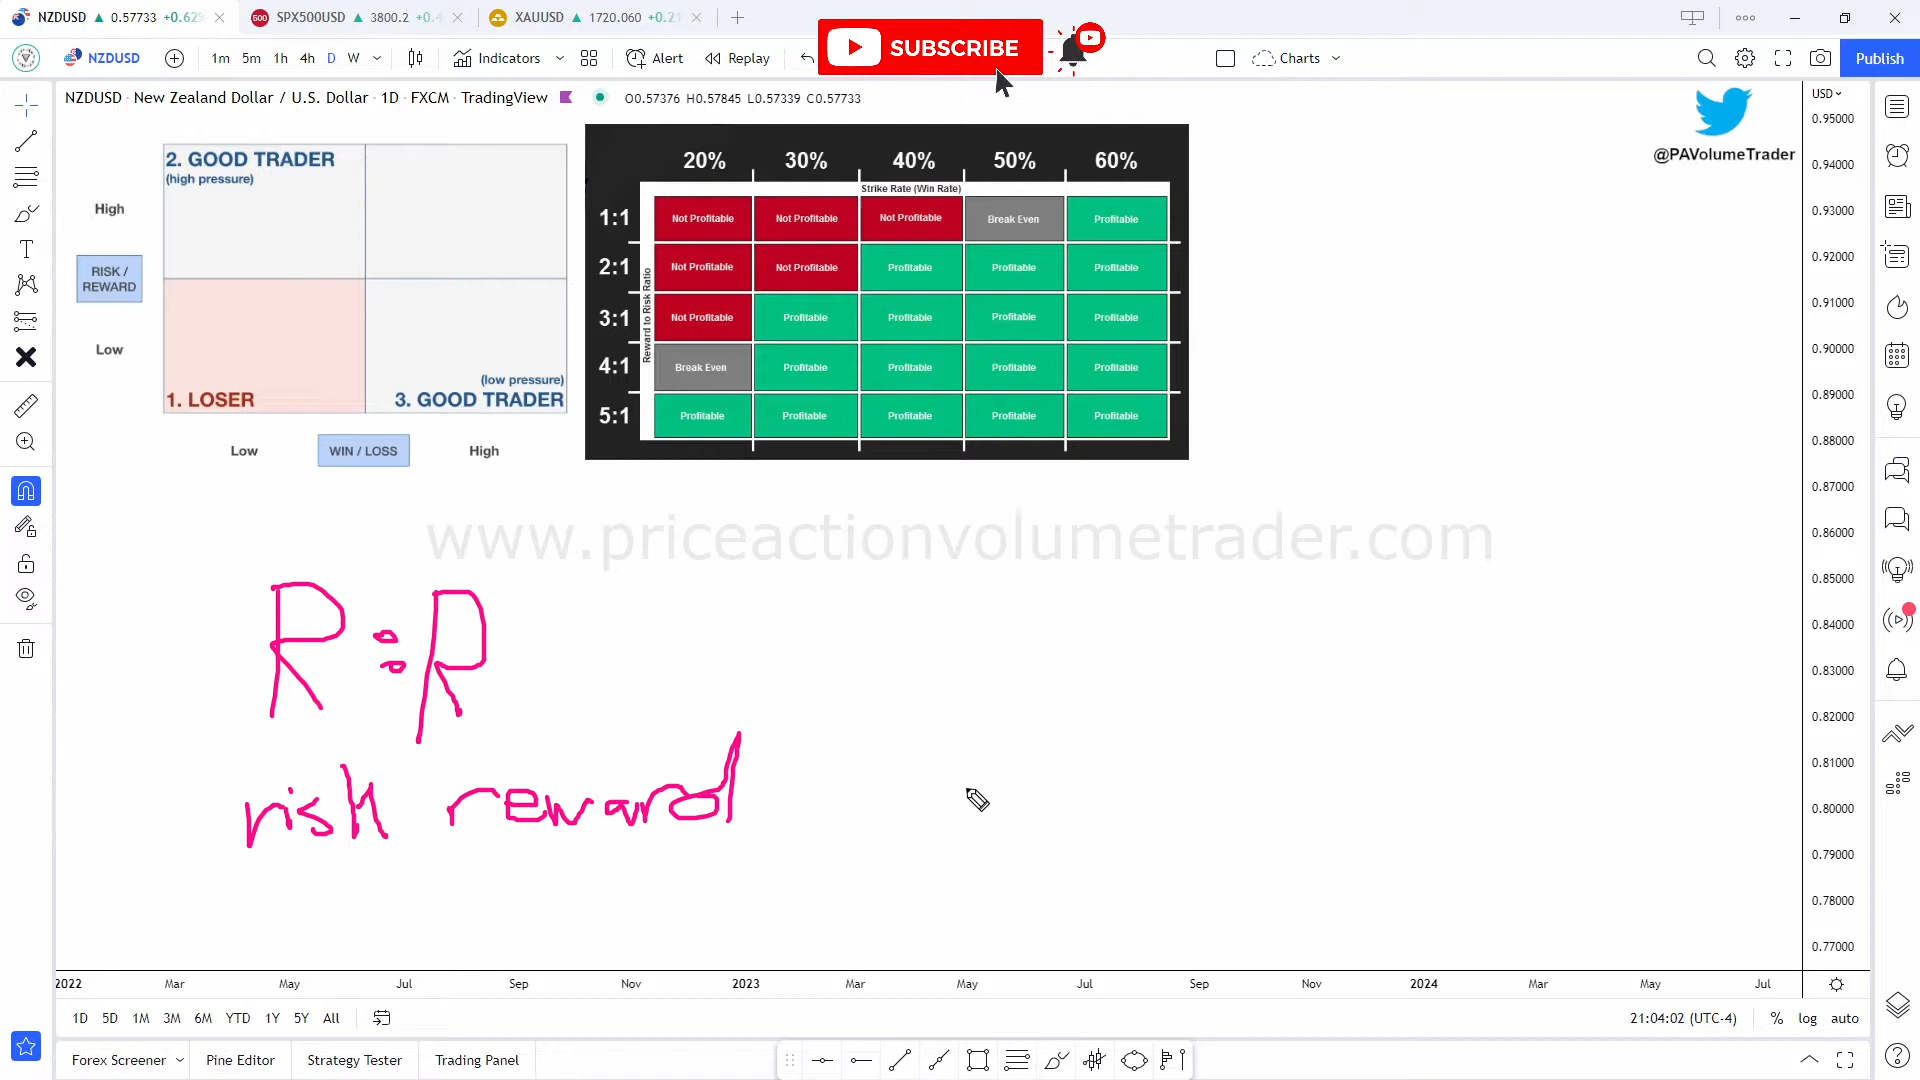 NZDUSD ▲ 0.57733 +0.62%
500 SPX500USD ▲ 3800.2
XAUUSD ▲ 1720.060
NZDUSD 1m 5m 1h 4h D W Indicators Alert Replay SUBSCRIBE Charts Publish
NZDUSD · New Zealand Dollar / U.S. Dollar · 1D · FXCM · TradingView O0.57376 H0.57845 L0.57339 C0.57733
USD
@PAVolumeTrader
2. GOOD TRADER
(high pressure)
High
RISK /
REWARD
Low
(low pressure)
1. LOSER 3. GOOD TRADER
Low WIN / LOSS High
20% 30% 40% 50% 60%
Strike Rate (Win Rate)
Reward to Risk Ratio
1:1 Not Profitable Not Profitable Not Profitable Break Even Profitable
2:1 Not Profitable Not Profitable Profitable Profitable Profitable
3:1 Not Profitable Profitable Profitable Profitable Profitable
4:1 Break Even Profitable Profitable Profitable Profitable
5:1 Profitable Profitable Profitable Profitable Profitable
www.priceactionvolumetrader.com
R:R
risk reward
0.95000
0.94000
0.93000
0.92000
0.91000
0.90000
0.89000
0.88000
0.87000
0.86000
0.85000
0.84000
0.83000
0.82000
0.81000
0.80000
0.79000
0.78000
0.77000
2022 Mar May Jul Sep Nov 2023 Mar May Jul Sep Nov 2024 Mar May Jul
1D 5D 1M 3M 6M YTD 1Y 5Y All 21:04:02 (UTC-4) % log auto
Forex Screener Pine Editor Strategy Tester Trading Panel